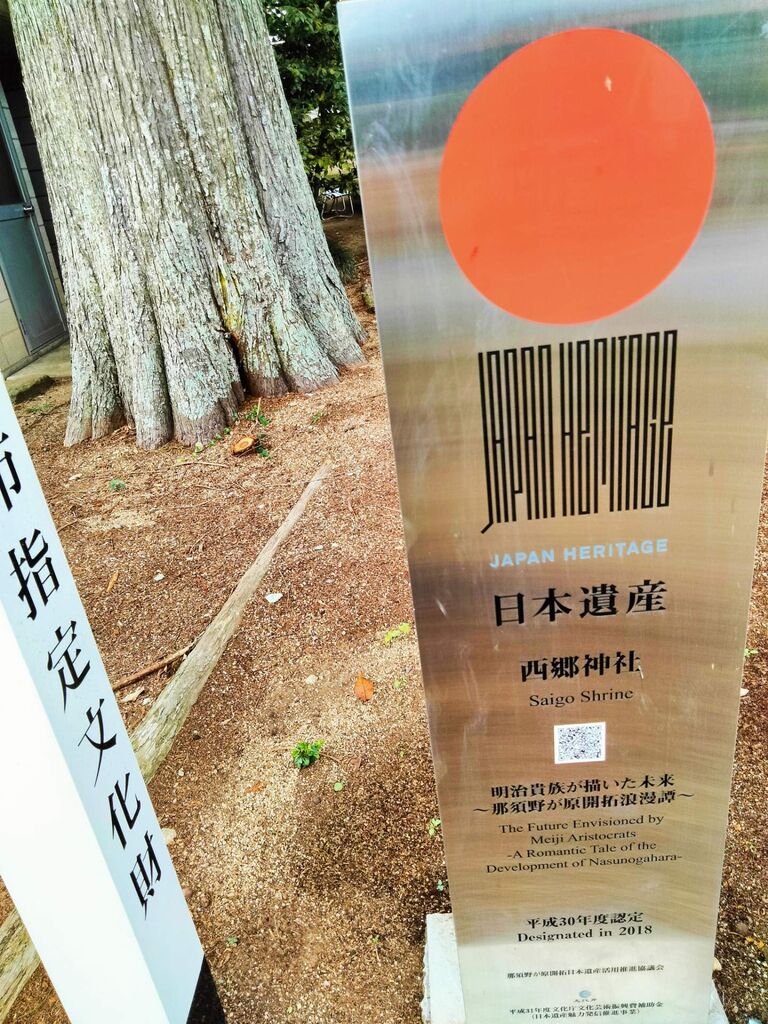 市指定文化財
JAPAN HERITAGE
JAPAN HERITAGE
日本遺産
西郷神社
Saigo Shrine
明治貴族が描いた未来
～那須野が原開拓浪漫譚～
The Future Envisioned by
Meiji Aristocrats
-A Romantic Tale of the
Development of Nasunogahara-
平成30年度認定
Designated in 2018
那須野が原開拓日本遺産活用推進協議会
文化庁
平成31年度文化庁文化芸術振興費補助金
（日本遺産魅力発信推進事業）